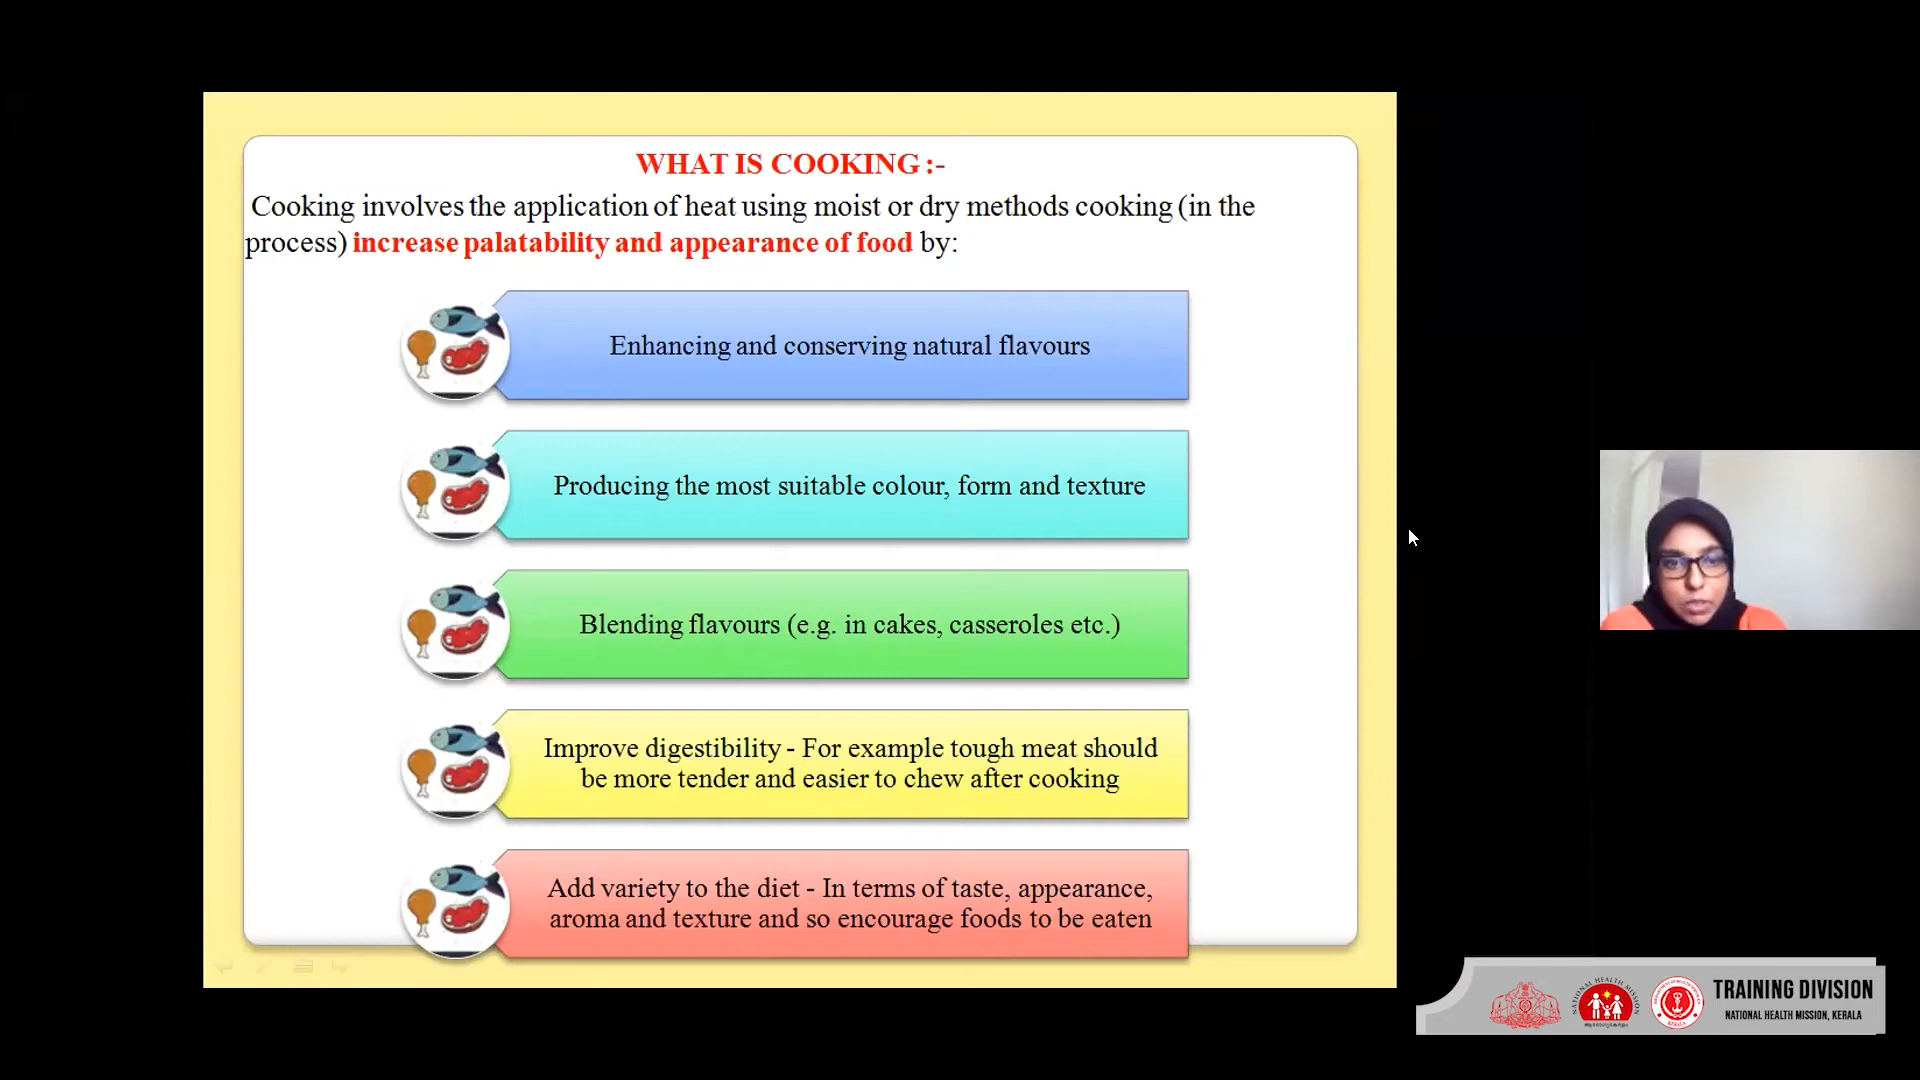 WHAT IS COOKING :-
Cooking involves the application of heat using moist or dry methods cooking (in the
process) increase palatability and appearance of food by:
Enhancing and conserving natural flavours
Producing the most suitable colour, form and texture
Blending flavours (e.g. in cakes, casseroles etc.)
Improve digestibility - For example tough meat should
be more tender and easier to chew after cooking
Add variety to the diet - In terms of taste, appearance,
aroma and texture and so encourage foods to be eaten
NATIONAL HEALTH MISSION
KERALA
TRAINING DIVISION
NATIONAL HEALTH MISSION, KERALA